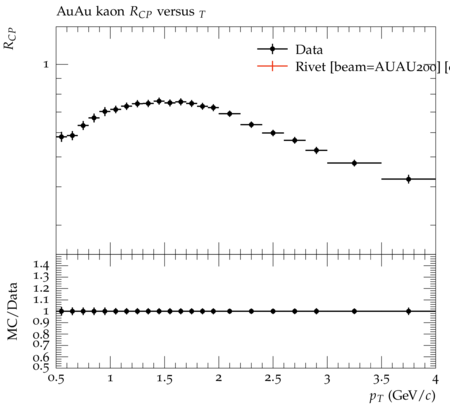 AuAu kaon R_CP versus _T
R_CP
1
Data
Rivet [beam=AUAU200] [
MC/Data
1.4
1.3
1.2
1.1
1
0.9
0.8
0.7
0.6
0.5
0.5 1 1.5 2 2.5 3 3.5 4
p_T (GeV/c)